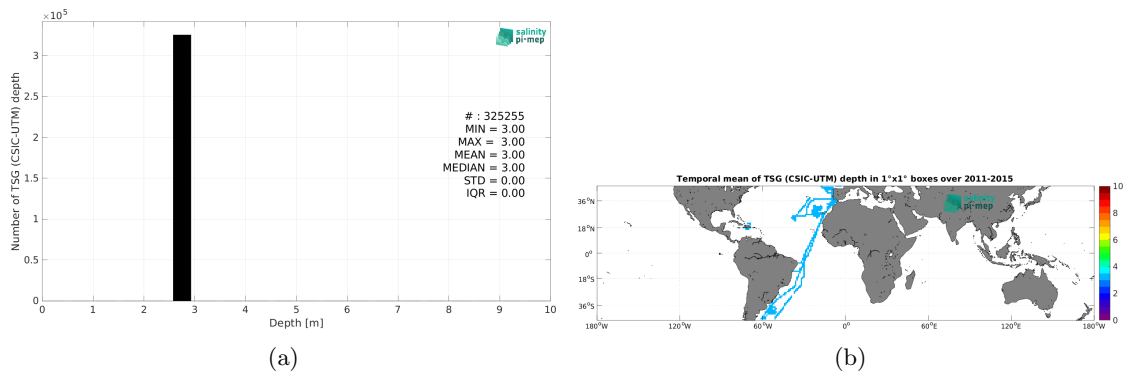 ×10⁵
3
2.5
2
1.5
1
0.5
0
Number of TSG (CSIC-UTM) depth
salinity
pi-mep
# : 325255
MIN = 3.00
MAX = 3.00
MEAN = 3.00
MEDIAN = 3.00
STD = 0.00
IQR = 0.00
0 1 2 3 4 5 6 7 8 9 10
Depth [m]
(a)
Temporal mean of TSG (CSIC-UTM) depth in 1°x1° boxes over 2011-2015
salinity
pi-mep
36°N
18°N
0°
18°S
36°S
180°W 120°W 60°W 0° 60°E 120°E 180°W
10
8
6
4
2
0
(b)